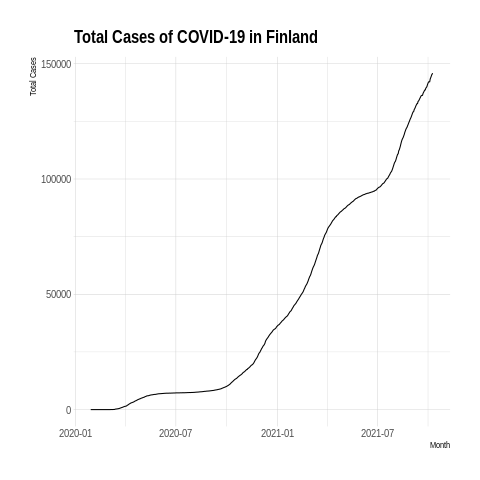 Total Cases of COVID-19 in Finland
Total Cases
150000
100000
50000
0
2020-01 2020-07 2021-01 2021-07
Month